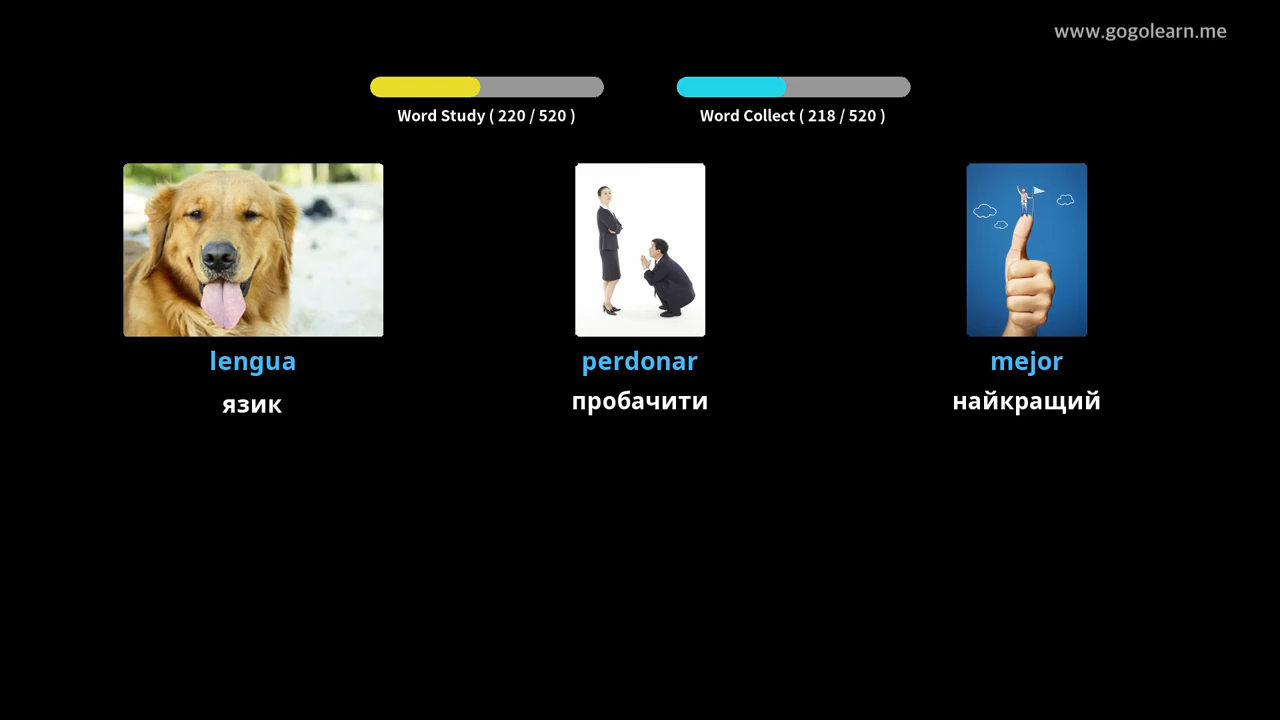 www.gogolearn.me
Word Study ( 220 / 520 )
Word Collect ( 218 / 520 )
lengua
perdonar
mejor
язик
пробачити
найкращий